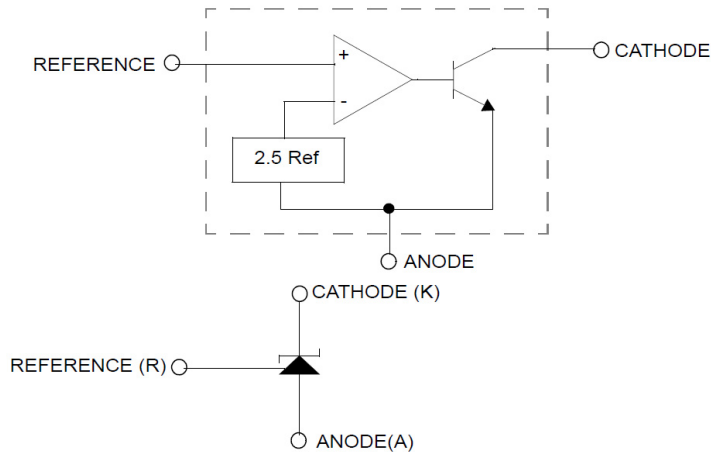 CATHODE
REFERENCE
+
-
2.5 Ref
ANODE
CATHODE (K)
REFERENCE (R)
ANODE(A)